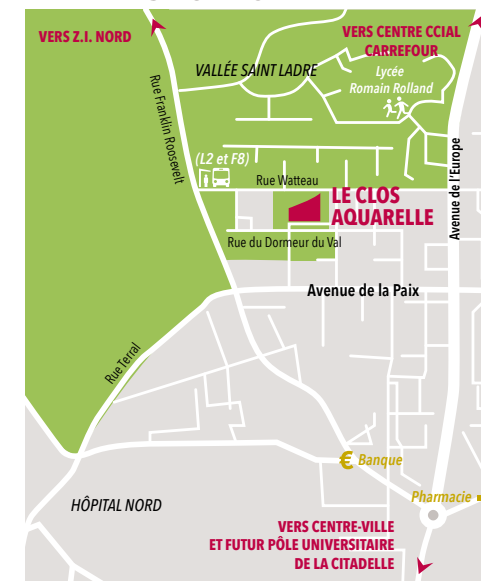 VERS Z.I. NORD
VERS CENTRE CCIAL
CARREFOUR
VALLÉE SAINT LADRE
Lycée
Romain Rolland
Rue Franklin Roosevelt
(L2 et F8)
Rue Watteau
Avenue de l'Europe
LE CLOS
AQUARELLE
Rue du Dormeur du Val
Avenue de la Paix
Rue Terral
€ Banque
Pharmacie
HÔPITAL NORD
VERS CENTRE-VILLE
ET FUTUR PÔLE UNIVERSITAIRE
DE LA CITADELLE